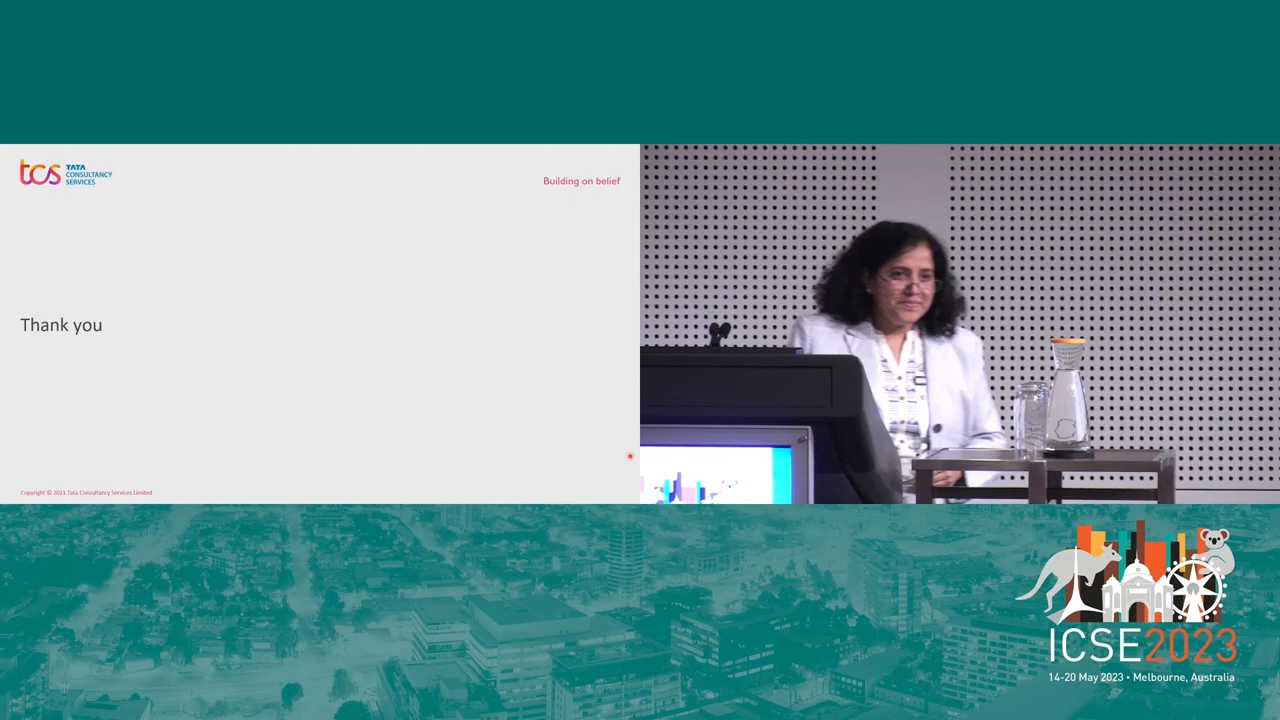 tcs
TATA
CONSULTANCY
SERVICES
Building on belief
Thank you
Copyright © 2021 Tata Consultancy Services Limited
ICSE2023
14-20 May 2023 • Melbourne, Australia